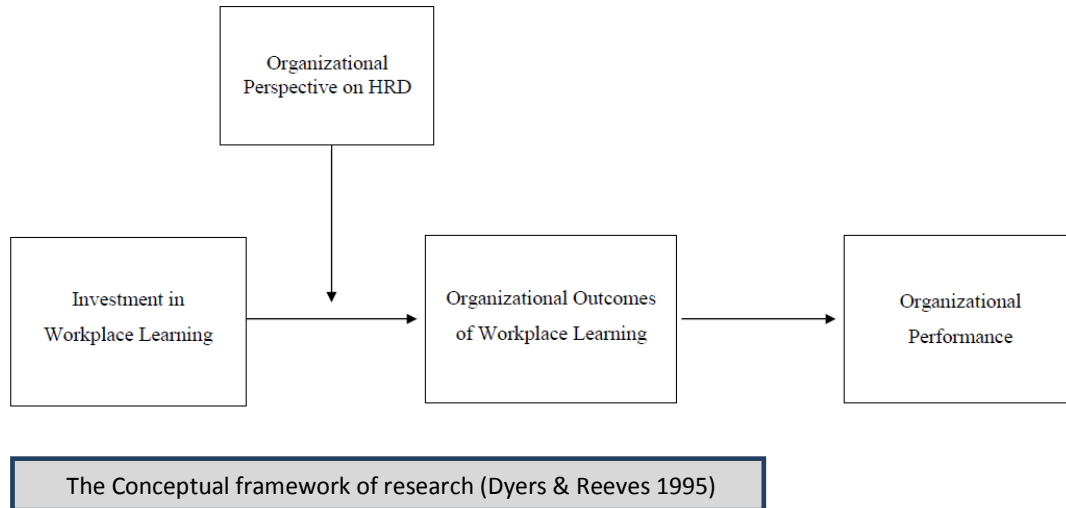 Organizational
Perspective on HRD
Investment in
Workplace Learning
Organizational Outcomes
of Workplace Learning
Organizational
Performance
The Conceptual framework of research (Dyers & Reeves 1995)